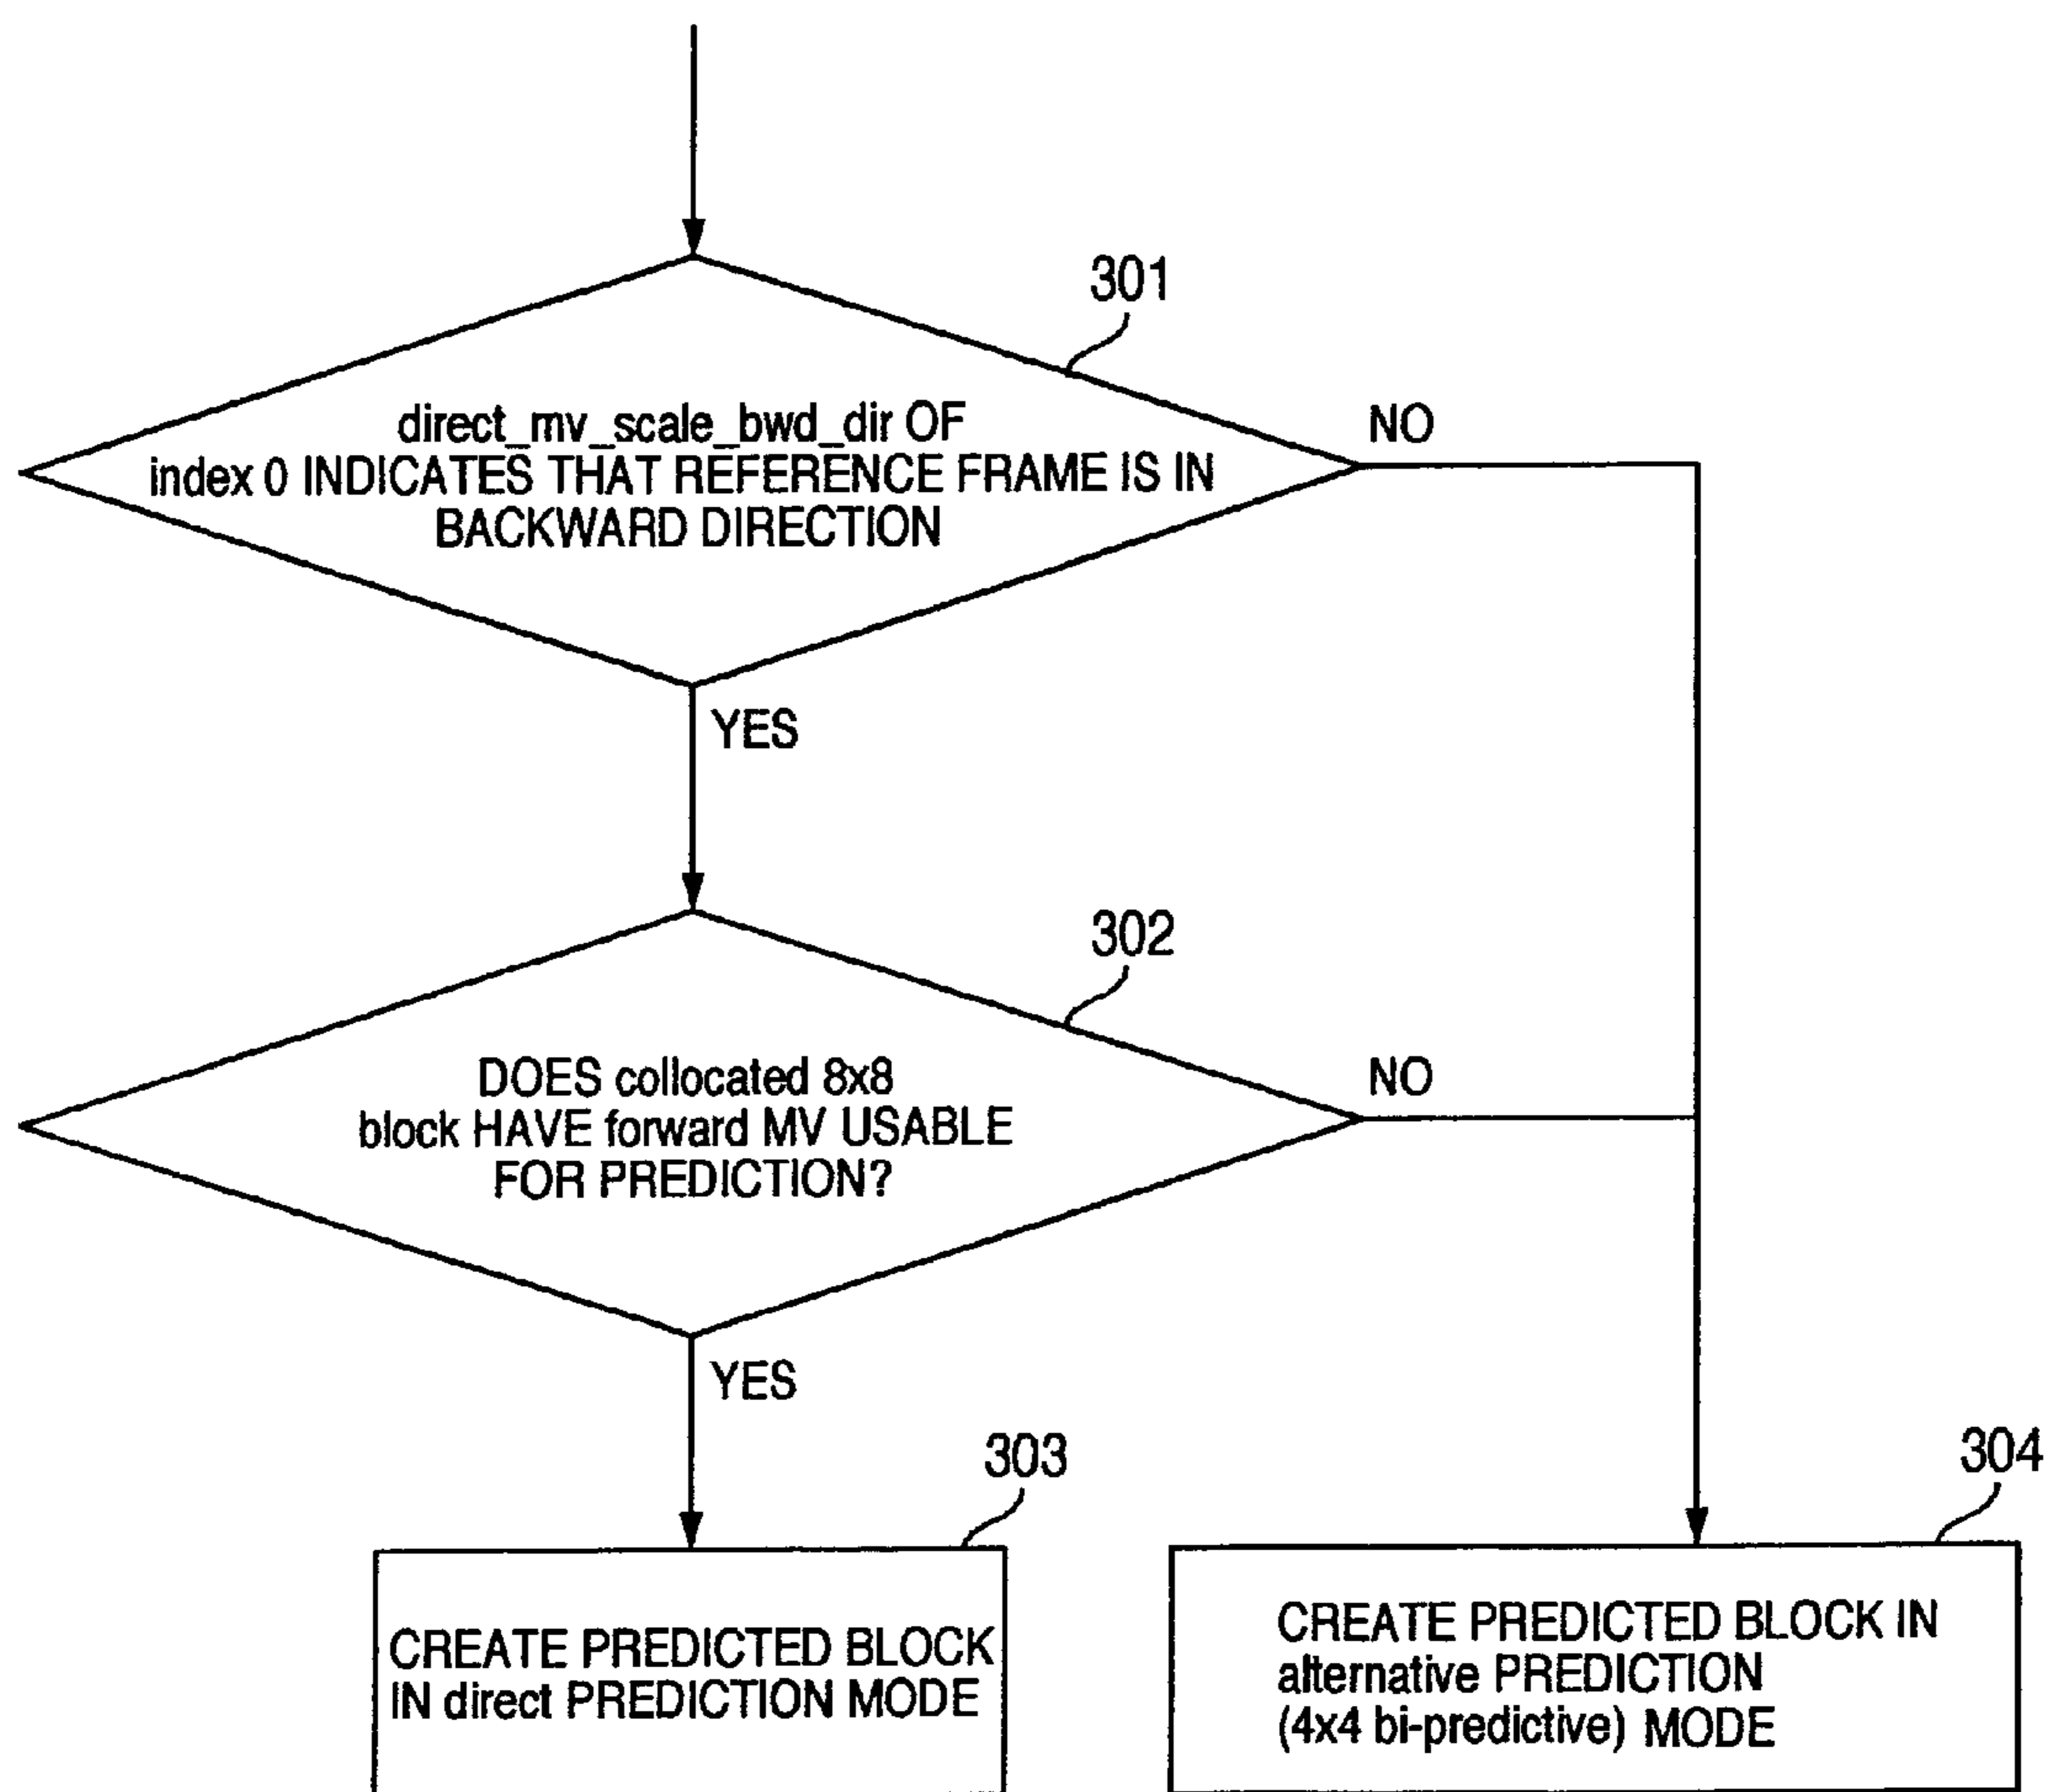 301
direct_mv_scale_bwd_dir OF
index 0 INDICATES THAT REFERENCE FRAME IS IN
BACKWARD DIRECTION
NO
YES
302
DOES collocated 8x8
block HAVE forward MV USABLE
FOR PREDICTION?
NO
YES
303
CREATE PREDICTED BLOCK
IN direct PREDICTION MODE
304
CREATE PREDICTED BLOCK IN
alternative PREDICTION
(4x4 bi-predictive) MODE